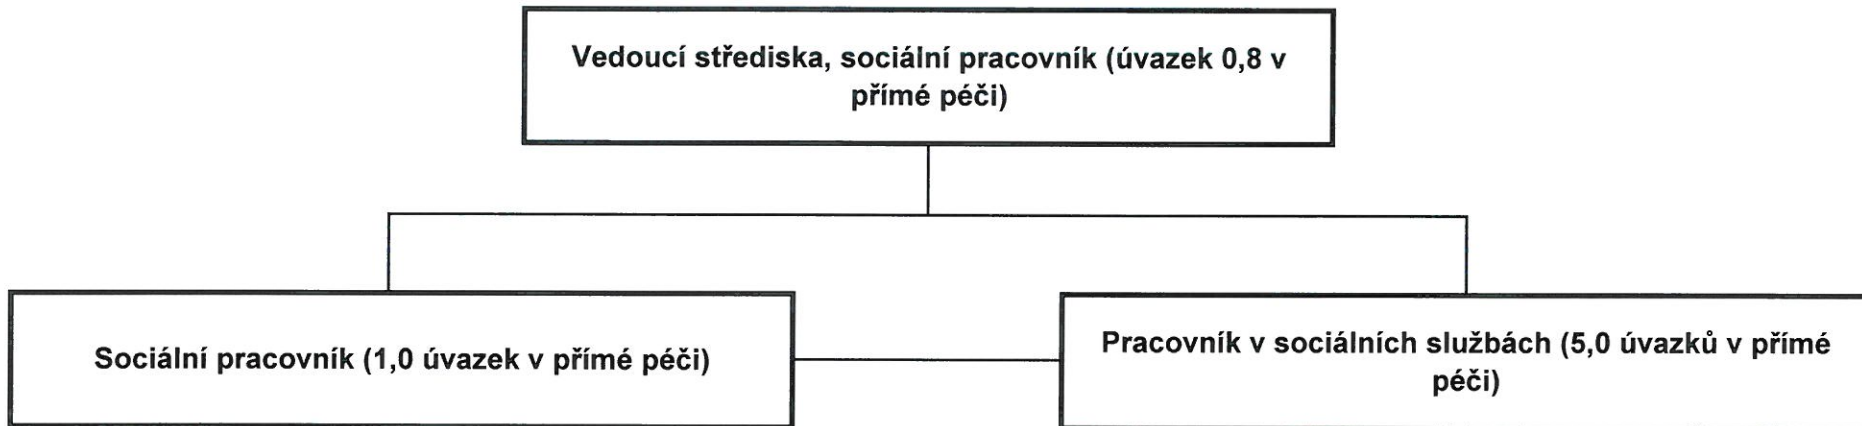 Vedoucí střediska, sociální pracovník (úvazek 0,8 v
přímé péči)
Sociální pracovník (1,0 úvazek v přímé péči)
Pracovník v sociálních službách (5,0 úvazků v přímé
péči)